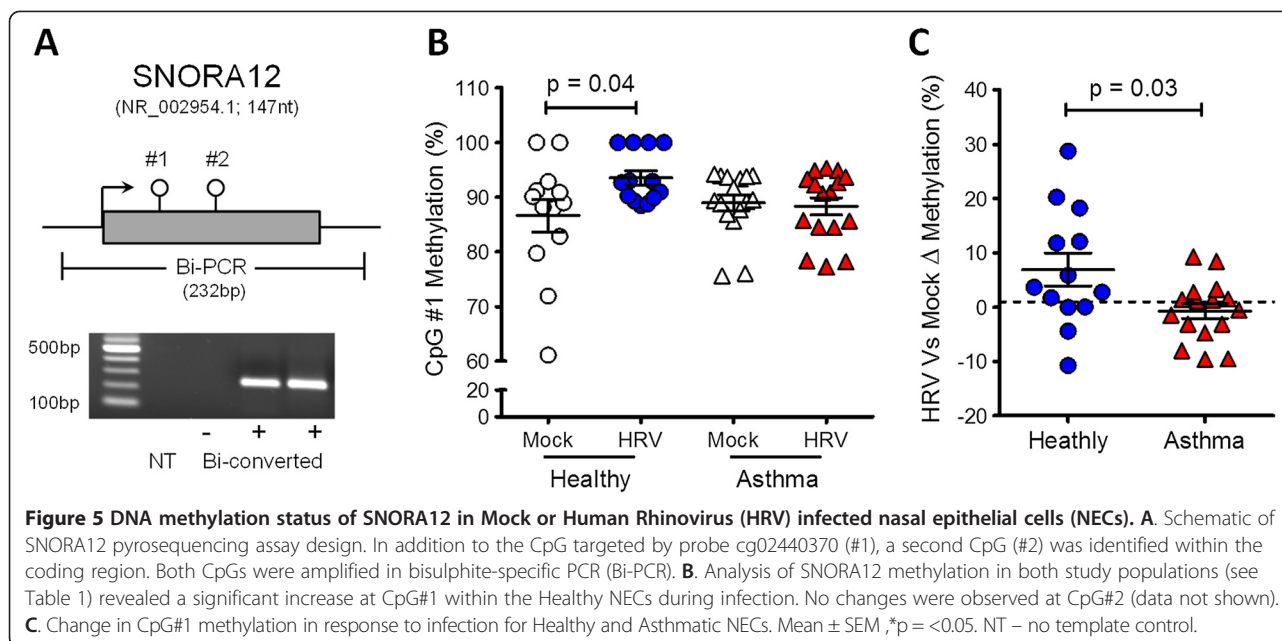 A
SNORA12
(NR_002954.1; 147nt)
#1 #2
Bi-PCR
(232bp)
500bp
100bp
- + +
NT Bi-converted
B
p = 0.04
CpG #1 Methylation (%)
110
100
90
80
70
60
20
0
Mock HRV Mock HRV
Healthy Asthma
C
p = 0.03
HRV Vs Mock Δ Methylation (%)
40
30
20
10
0
-10
-20
Heathly Asthma
Figure 5 DNA methylation status of SNORA12 in Mock or Human Rhinovirus (HRV) infected nasal epithelial cells (NECs). A. Schematic of
SNORA12 pyrosequencing assay design. In addition to the CpG targeted by probe cg02440370 (#1), a second CpG (#2) was identified within the
coding region. Both CpGs were amplified in bisulphite-specific PCR (Bi-PCR). B. Analysis of SNORA12 methylation in both study populations (see
Table 1) revealed a significant increase at CpG#1 within the Healthy NECs during infection. No changes were observed at CpG#2 (data not shown).
C. Change in CpG#1 methylation in response to infection for Healthy and Asthmatic NECs. Mean ± SEM ,*p = <0.05. NT – no template control.